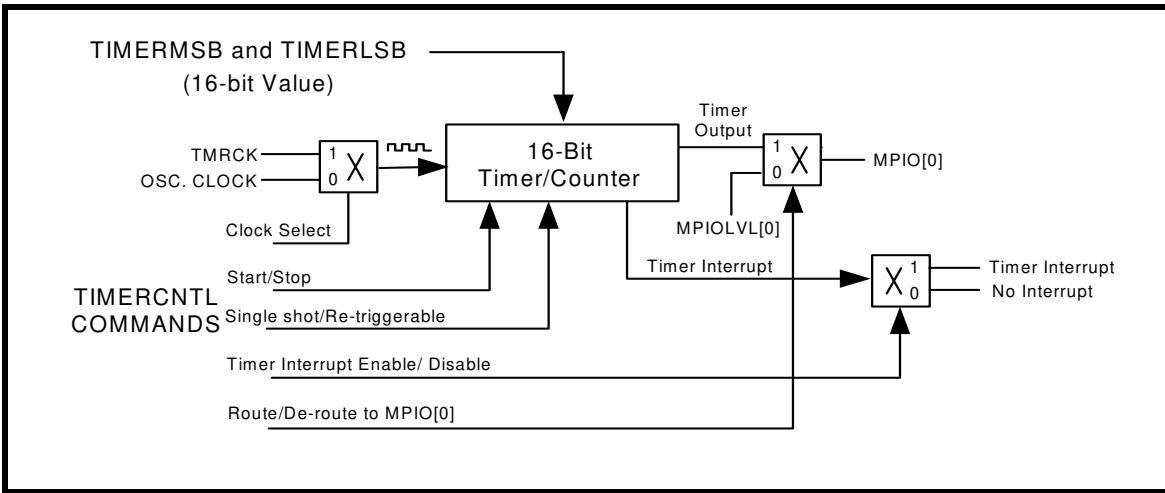 TIMERMSB and TIMERLSB
(16-bit Value)
Timer
Output
TMRCK
OSC. CLOCK
1
0
X
16-Bit
Timer/Counter
1
0
X
MPIO[0]
Clock Select
MPIOLVL[0]
Start/Stop
Timer Interrupt
X
1
0
Timer Interrupt
No Interrupt
TIMERCNTL
COMMANDS
Single shot/Re-triggerable
Timer Interrupt Enable/ Disable
Route/De-route to MPIO[0]